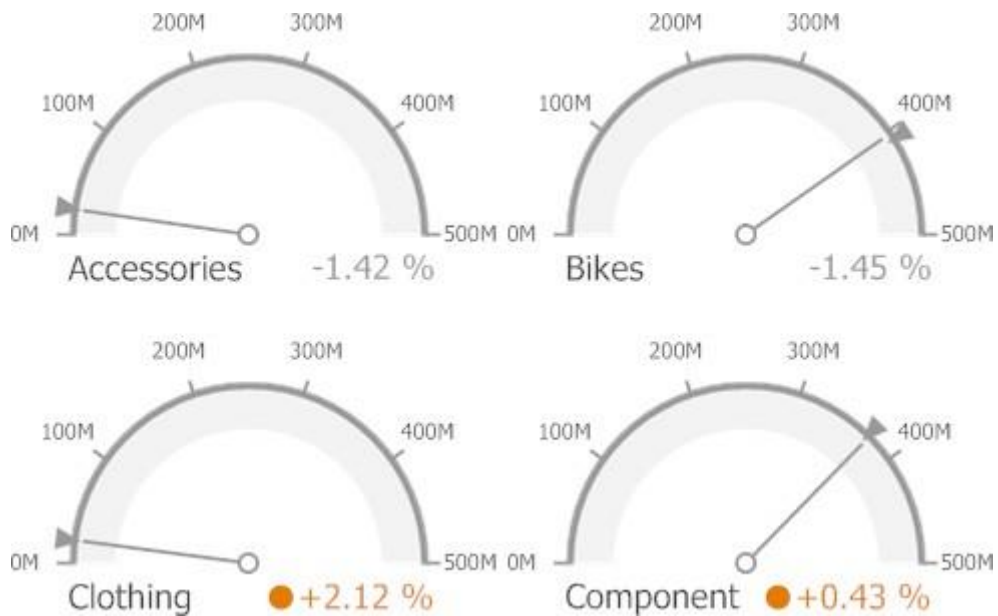 200M 300M
100M 400M
0M 500M
Accessories -1.42 %
200M 300M
100M 400M
0M 500M
Bikes -1.45 %
200M 300M
100M 400M
0M 500M
Clothing +2.12 %
200M 300M
100M 400M
0M 500M
Component +0.43 %